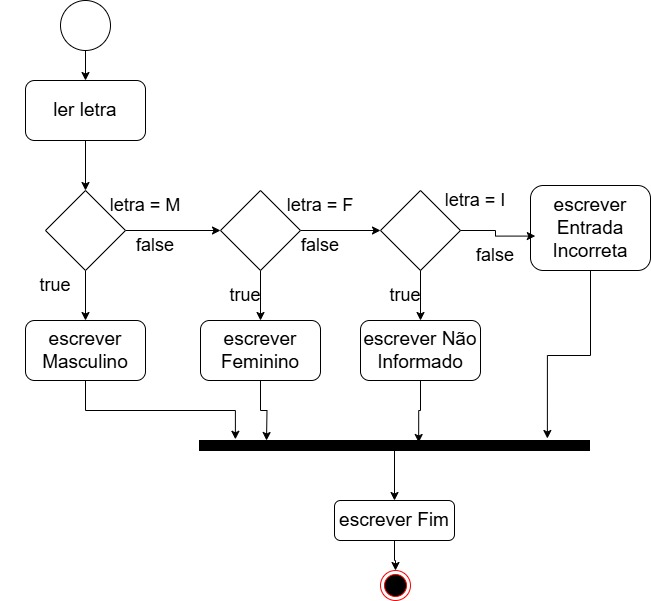 ler letra
letra = M
letra = F
letra = I
escrever
Entrada
Incorreta
false
false
false
true
true
true
escrever
Masculino
escrever
Feminino
escrever Não
Informado
escrever Fim